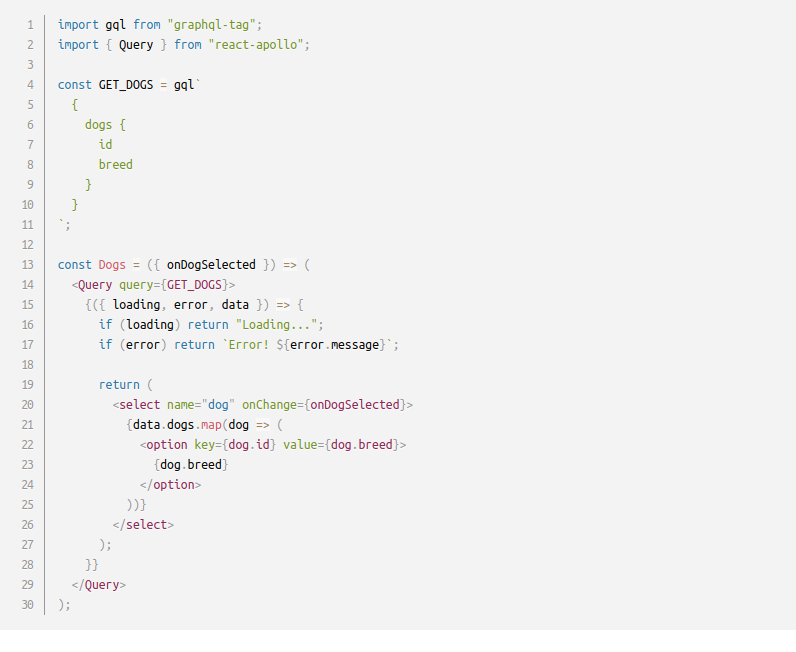 1 import gql from "graphql-tag";
2 import { Query } from "react-apollo";
3
4 const GET_DOGS = gql`
5   {
6     dogs {
7       id
8       breed
9     }
10   }
11 `;
12
13 const Dogs = ({ onDogSelected }) => (
14   <Query query={GET_DOGS}>
15     {({ loading, error, data }) => {
16       if (loading) return "Loading...";
17       if (error) return `Error! ${error.message}`;
18
19       return (
20         <select name="dog" onChange={onDogSelected}>
21           {data.dogs.map(dog => (
22             <option key={dog.id} value={dog.breed}>
23               {dog.breed}
24             </option>
25           ))}
26         </select>
27       );
28     }}
29   </Query>
30 );